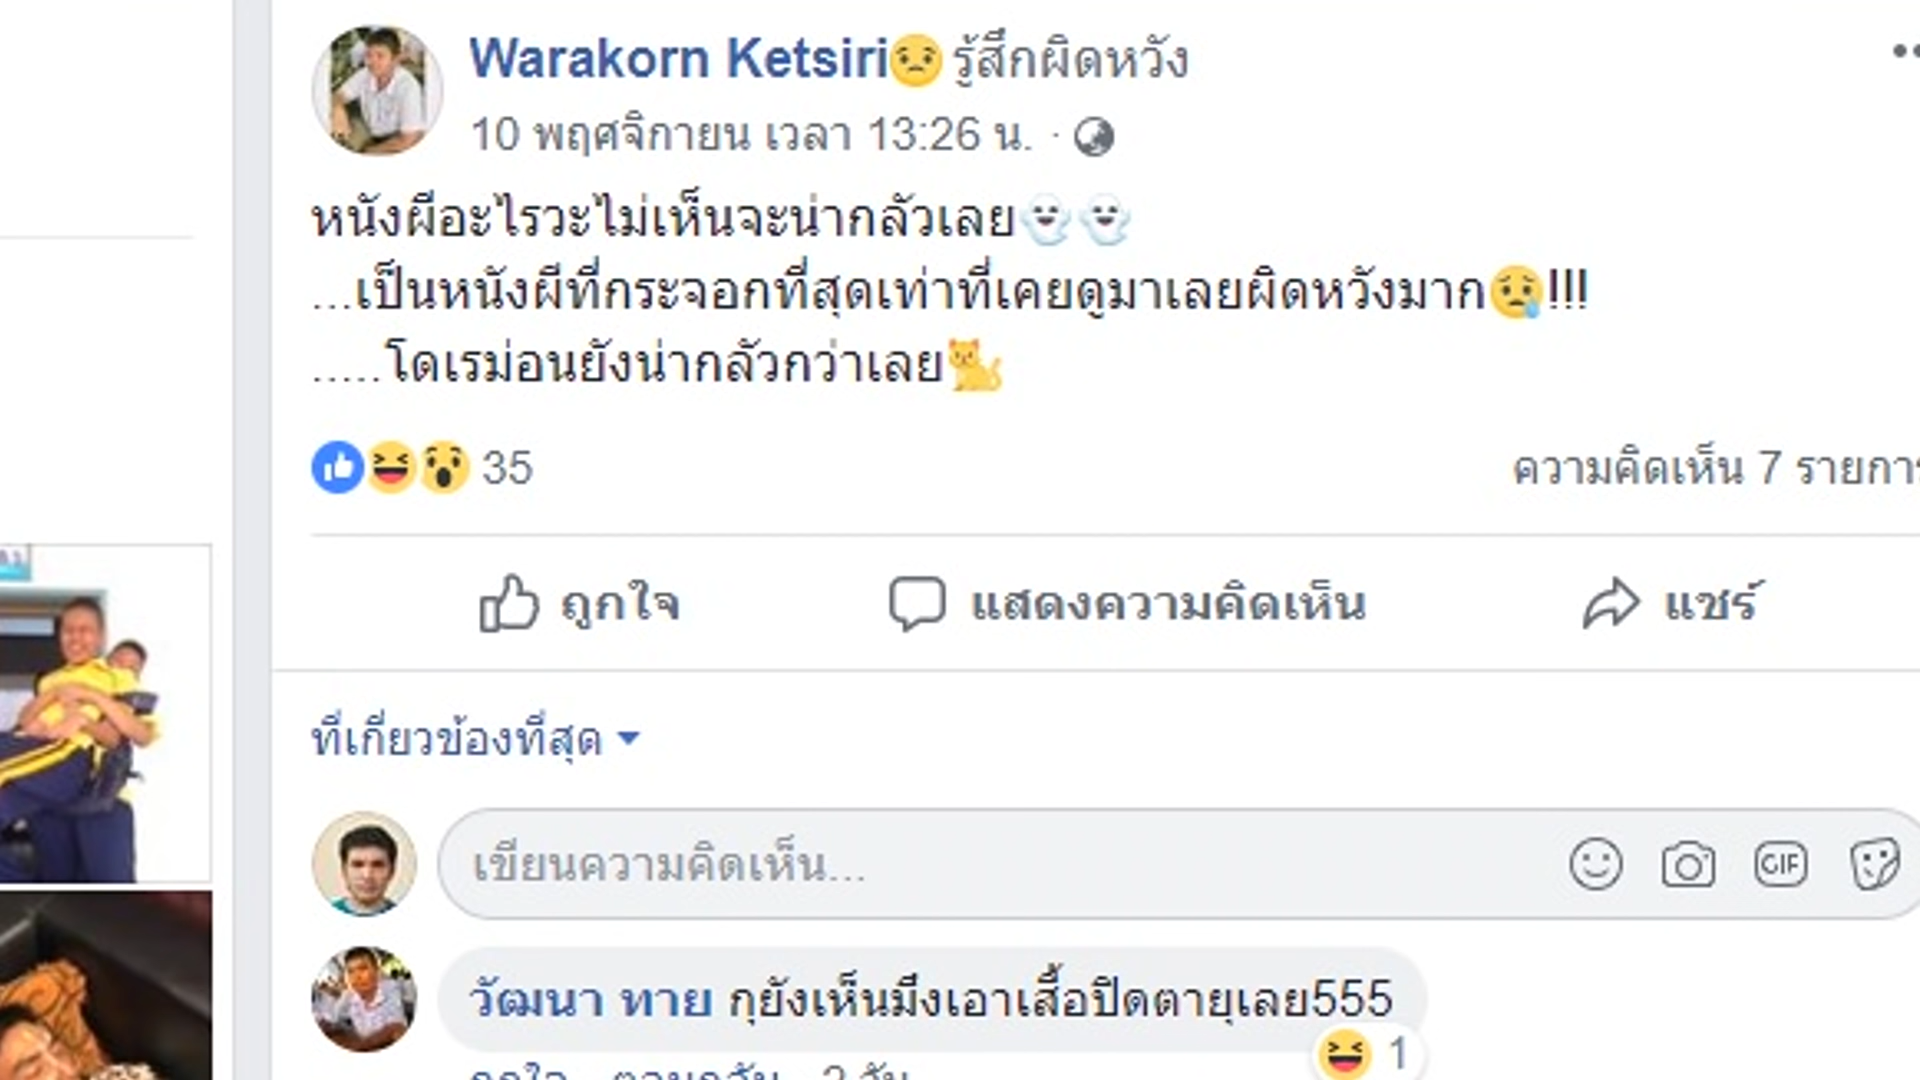 Warakorn Ketsiri😟 รู้สึกผิดหวัง
10 พฤศจิกายน เวลา 13:26 น. ·
หนังผีอะไรวะไม่เห็นจะน่ากลัวเลย👻👻
...เป็นหนังผีที่กระจอกที่สุดเท่าที่เคยดูมาเลยผิดหวังมาก😢!!!
.....โดเรม่อนยังน่ากลัวกว่าเลย🐈
35
ความคิดเห็น 7 รายการ
ถูกใจ แสดงความคิดเห็น แชร์
ที่เกี่ยวข้องที่สุด
เขียนความคิดเห็น...
GIF
วัฒนา ทาย กุยังเห็นมึงเอาเสื้อปิดตายุเลย555
1